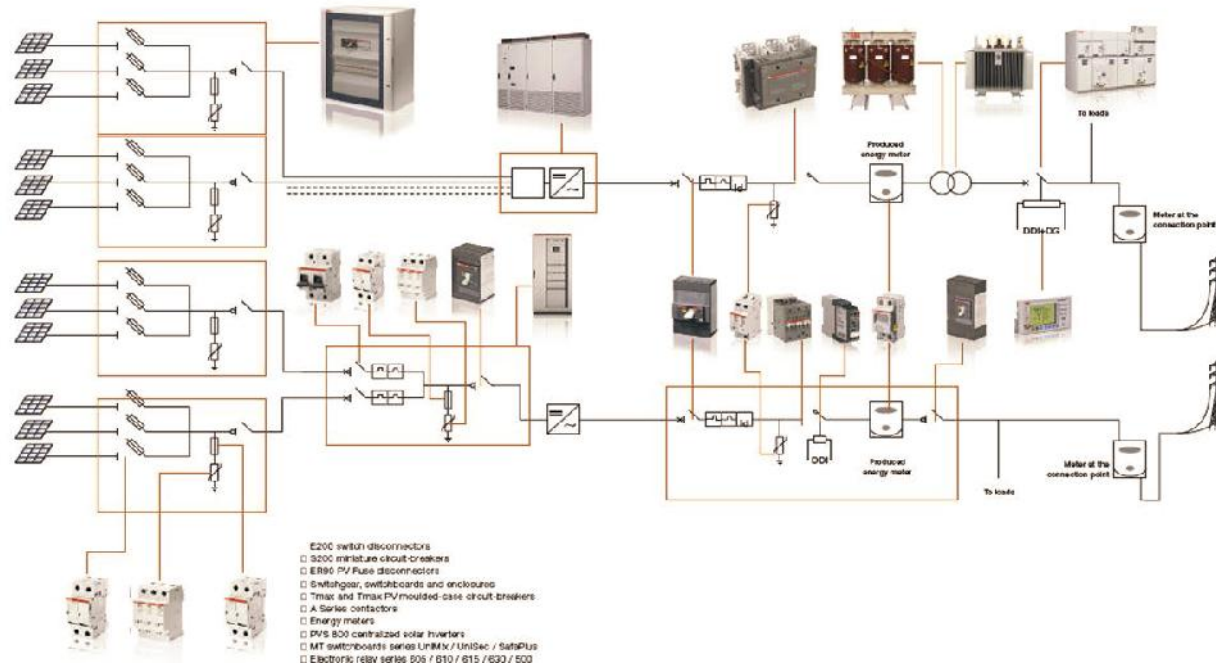 To loads
Produced
energy meter
DDI+DG
Meter at the
connection point
DDI
Produced
energy meter
Meter at the
connection point
To loads
E200 switch disconnectors
□ S200 miniature circuit-breakers
□ ER90 PV Fuse disconnectors
□ Switchgear, switchboards and enclosures
□ Tmax and Tmax PV moulded-case circuit-breakers
□ A Series contactors
□ Energy meters
□ PVS 800 centralized solar inverters
□ MT switchboards series UniMix / UniSec / SafePlus
□ Electronic relay series 605 / 610 / 615 / 630 / 500